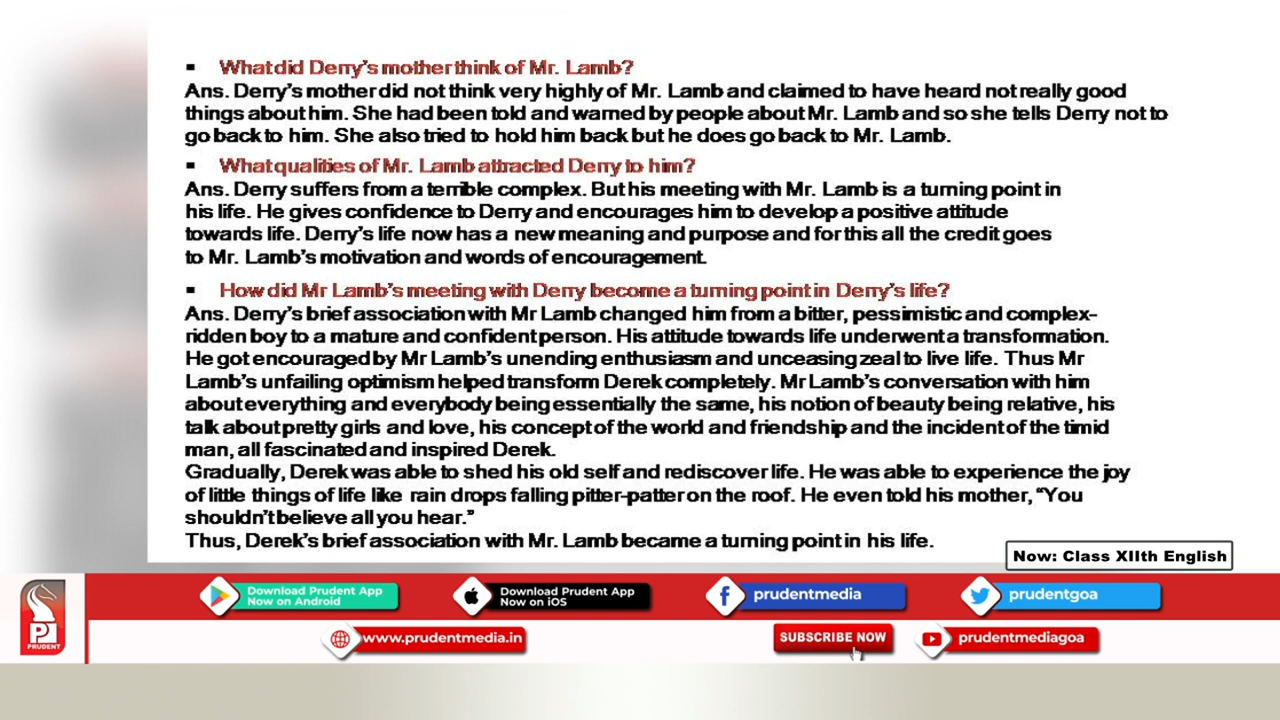 ▪ What did Derry's mother think of Mr. Lamb?
Ans. Derry's mother did not think very highly of Mr. Lamb and claimed to have heard not really good
things about him. She had been told and warned by people about Mr. Lamb and so she tells Derry not to
go back to him. She also tried to hold him back but he does go back to Mr. Lamb.
▪ What qualities of Mr. Lamb attracted Derry to him?
Ans. Derry suffers from a terrible complex. But his meeting with Mr. Lamb is a turning point in
his life. He gives confidence to Derry and encourages him to develop a positive attitude
towards life. Derry's life now has a new meaning and purpose and for this all the credit goes
to Mr. Lamb's motivation and words of encouragement.
▪ How did Mr Lamb's meeting with Derry become a turning point in Derry's life?
Ans. Derry's brief association with Mr Lamb changed him from a bitter, pessimistic and complex-
ridden boy to a mature and confident person. His attitude towards life underwent a transformation.
He got encouraged by Mr Lamb's unending enthusiasm and unceasing zeal to live life. Thus Mr
Lamb's unfailing optimism helped transform Derek completely. Mr Lamb's conversation with him
about everything and everybody being essentially the same, his notion of beauty being relative, his
talk about pretty girls and love, his concept of the world and friendship and the incident of the timid
man, all fascinated and inspired Derek.
Gradually, Derek was able to shed his old self and rediscover life. He was able to experience the joy
of little things of life like rain drops falling pitter-patter on the roof. He even told his mother, "You
shouldn't believe all you hear."
Thus, Derek's brief association with Mr. Lamb became a turning point in his life.
Now: Class XIIth English
Download Prudent App
Now on Android
Download Prudent App
Now on iOS
prudentmedia
prudentgoa
PRUDENT
www.prudentmedia.in
SUBSCRIBE NOW
prudentmediagoa